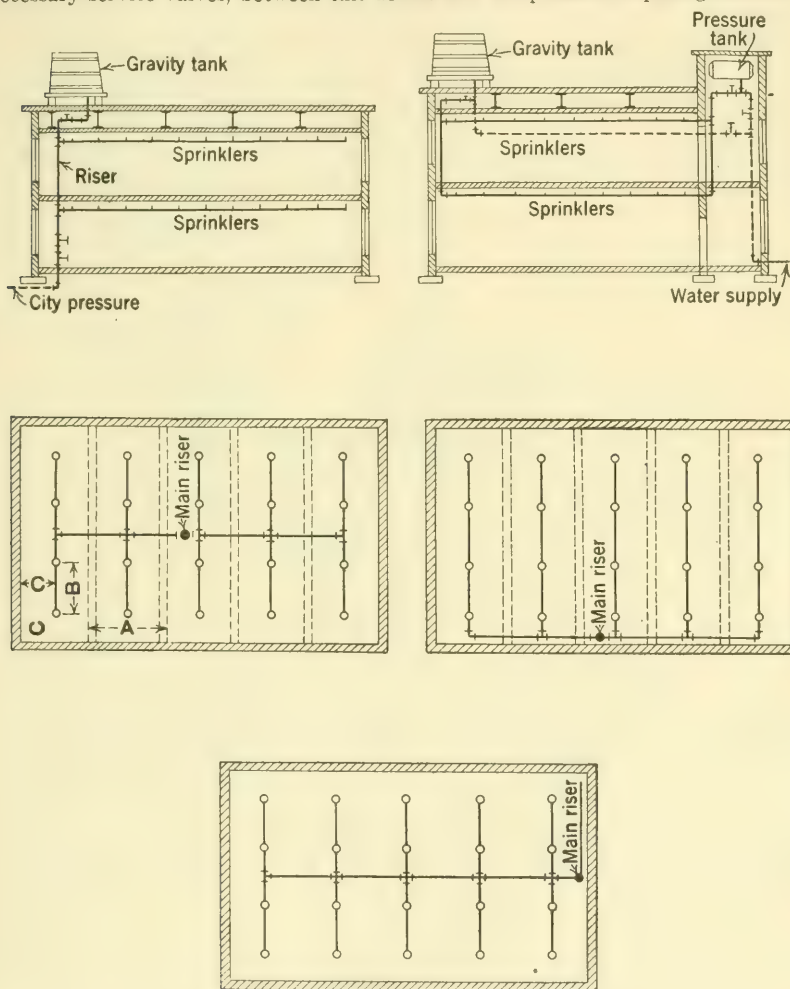 Pressure
tank
Gravity tank
Gravity tank
Sprinklers
Sprinklers
Riser
Sprinklers
Sprinklers
City pressure
Water supply
Main riser
C
B
C
A
Main riser
Main riser